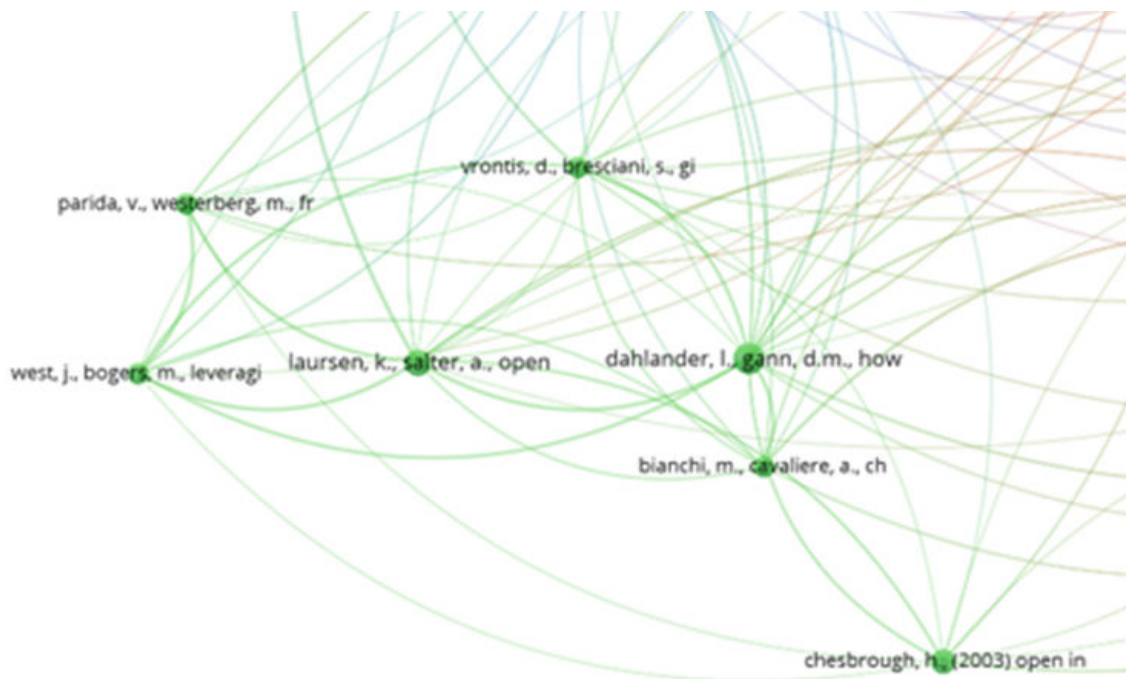 vrontis, d., bresciani, s., gi
parida, v., westerberg, m., fr
west, j., bogers, m., leveragi
laursen, k., salter, a., open
dahlander, l., gann, d.m., how
bianchi, m., cavaliere, a., ch
chesbrough, h., (2003) open in